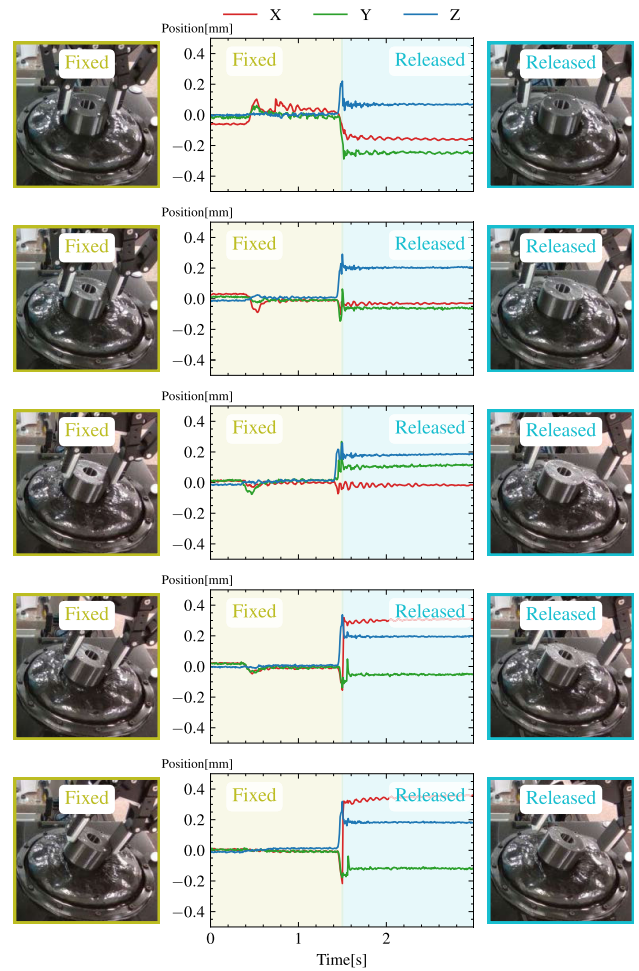 X Y Z
Position[mm]
Fixed
0.4
0.2
0.0
−0.2
−0.4
Fixed
Released
Released
Position[mm]
Fixed
0.4
0.2
0.0
−0.2
−0.4
Fixed
Released
Released
Position[mm]
Fixed
0.4
0.2
0.0
−0.2
−0.4
Fixed
Released
Released
Position[mm]
Fixed
0.4
0.2
0.0
−0.2
−0.4
Fixed
Released
Released
Position[mm]
Fixed
0.4
0.2
0.0
−0.2
−0.4
Fixed
Released
Released
0 1 2
Time[s]